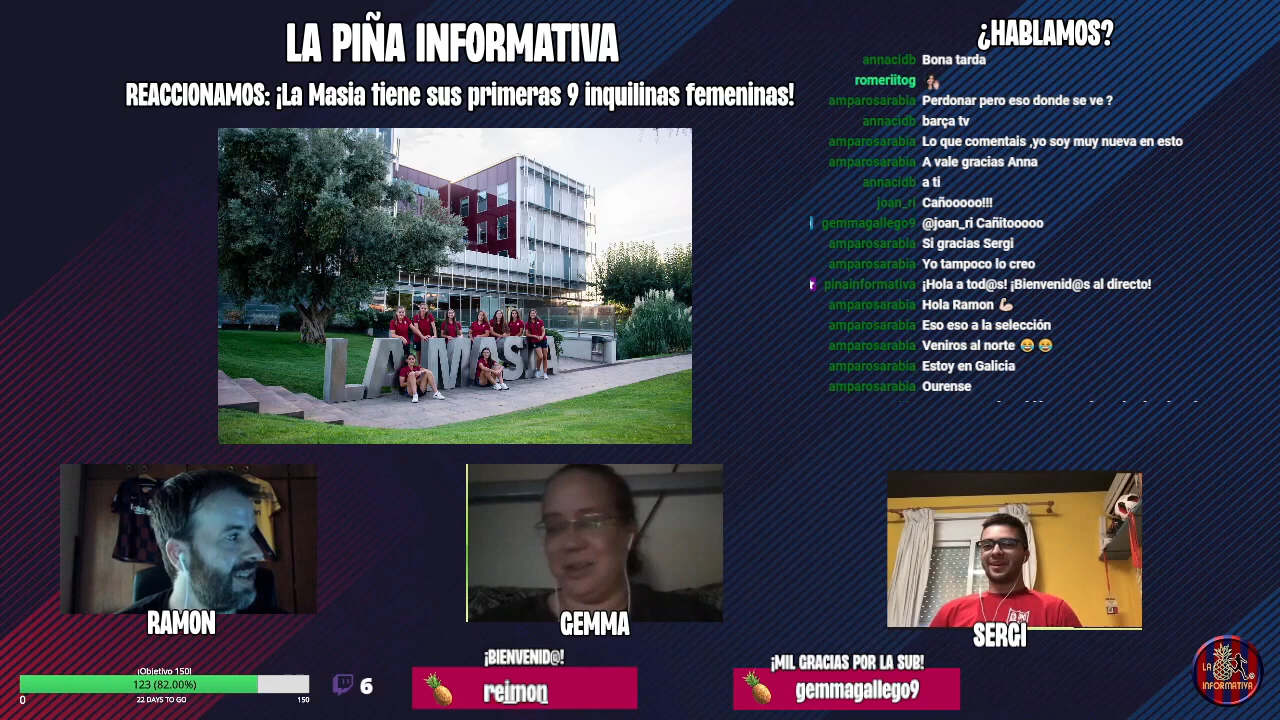 LA PIÑA INFORMATIVA
REACCIONAMOS: ¡La Masia tiene sus primeras 9 inquilinas femeninas!
LA MASIA
¿HABLAMOS?
annacidb Bona tarda
romeriitog
amparosarabia Perdonar pero eso donde se ve ?
annacidb barça tv
amparosarabia Lo que comentais ,yo soy muy nueva en esto
amparosarabia A vale gracias Anna
annacidb a ti
joan_ri Cañooooo!!!
gemmagallego9 @joan_ri Cañitooooo
amparosarabia Si gracias Sergi
amparosarabia Yo tampoco lo creo
pinainformativa ¡Hola a tod@s! ¡Bienvenid@s al directo!
amparosarabia Hola Ramon 💪🏻
amparosarabia Eso eso a la selección
amparosarabia Veniros al norte 😂 😂
amparosarabia Estoy en Galicia
amparosarabia Ourense
RAMON
GEMMA
SERGI
¡Objetivo 150!
123 (82.00%)
0 22 DAYS TO GO 150
6
¡BIENVENID@!
reimon
¡MIL GRACIAS POR LA SUB!
gemmagallego9
LA PIÑA
INFORMATIVA